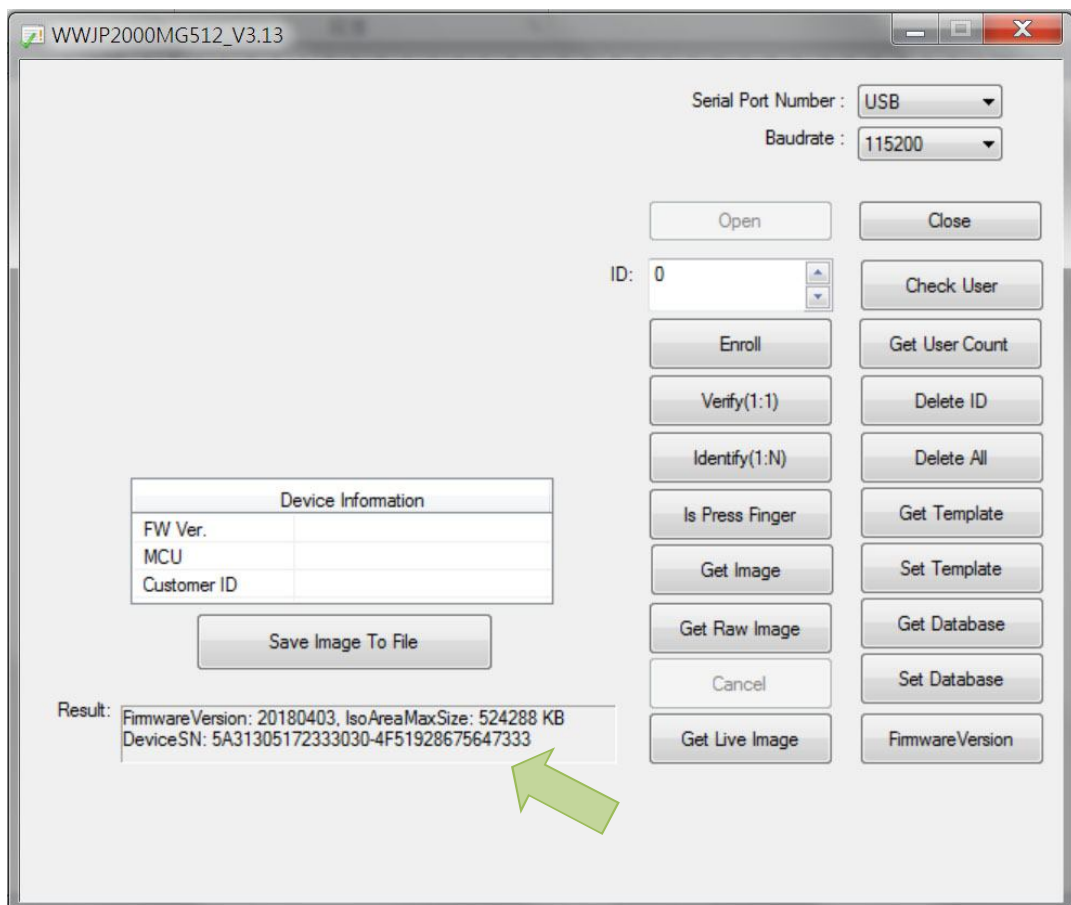 WWJP2000MG512_V3.13
Serial Port Number : USB
Baudrate : 115200
Open Close
ID: 0 Check User
Enroll Get User Count
Verify(1:1) Delete ID
Identify(1:N) Delete All
Device Information
Is Press Finger Get Template
FW Ver.
MCU
Customer ID
Get Image Set Template
Save Image To File
Get Raw Image Get Database
Cancel Set Database
Result: FirmwareVersion: 20180403, IsoAreaMaxSize: 524288 KB
DeviceSN: 5A31305172333030-4F51928675647333
Get Live Image FirmwareVersion